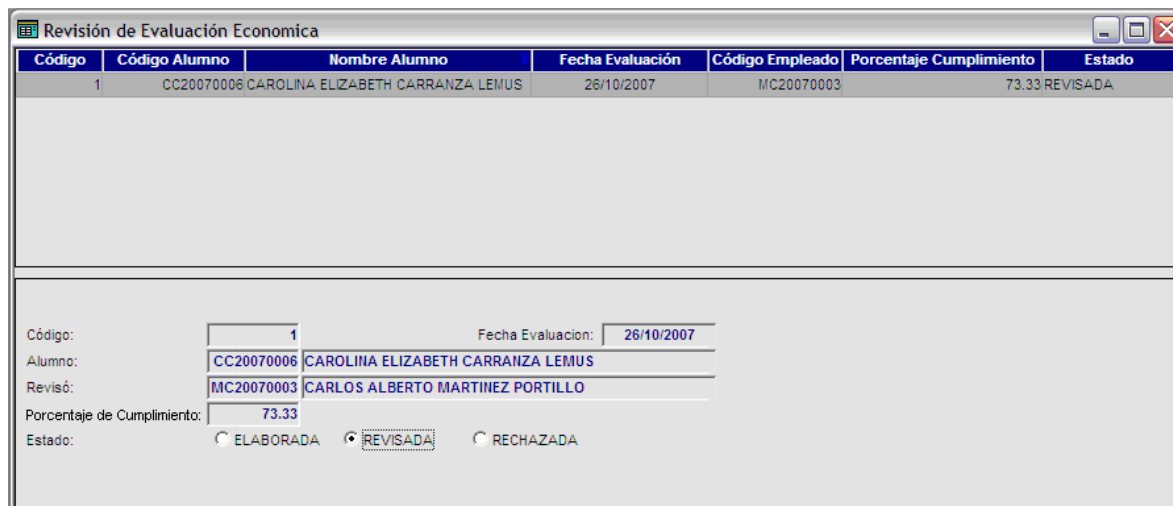 Revisión de Evaluación Economica
Código Código Alumno Nombre Alumno Fecha Evaluación Código Empleado Porcentaje Cumplimiento Estado
1 CC20070006 CAROLINA ELIZABETH CARRANZA LEMUS 26/10/2007 MC20070003 73.33 REVISADA
Código: 1 Fecha Evaluacion: 26/10/2007
Alumno: CC20070006 CAROLINA ELIZABETH CARRANZA LEMUS
Revisó: MC20070003 CARLOS ALBERTO MARTINEZ PORTILLO
Porcentaje de Cumplimiento: 73.33
Estado: ELABORADA REVISADA RECHAZADA